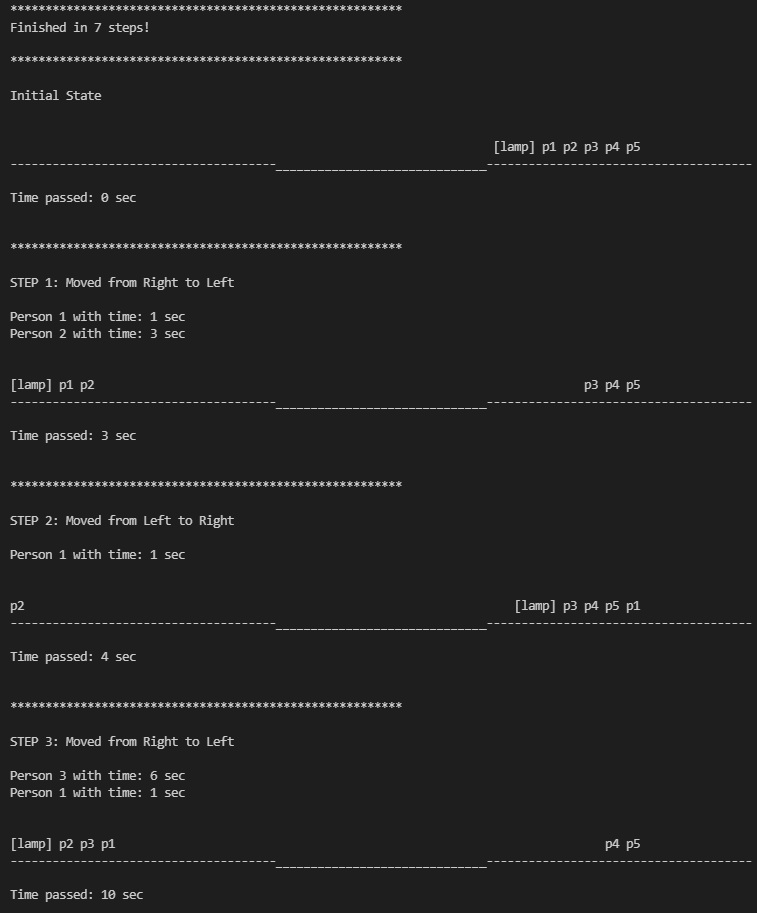 ********************************************************
Finished in 7 steps!
********************************************************
Initial State
[lamp] p1 p2 p3 p4 p5
--------------------------------------______________________________--------------------------------------
Time passed: 0 sec
********************************************************
STEP 1: Moved from Right to Left
Person 1 with time: 1 sec
Person 2 with time: 3 sec
[lamp] p1 p2 p3 p4 p5
--------------------------------------______________________________--------------------------------------
Time passed: 3 sec
********************************************************
STEP 2: Moved from Left to Right
Person 1 with time: 1 sec
p2 [lamp] p3 p4 p5 p1
--------------------------------------______________________________--------------------------------------
Time passed: 4 sec
********************************************************
STEP 3: Moved from Right to Left
Person 3 with time: 6 sec
Person 1 with time: 1 sec
[lamp] p2 p3 p1 p4 p5
--------------------------------------______________________________--------------------------------------
Time passed: 10 sec